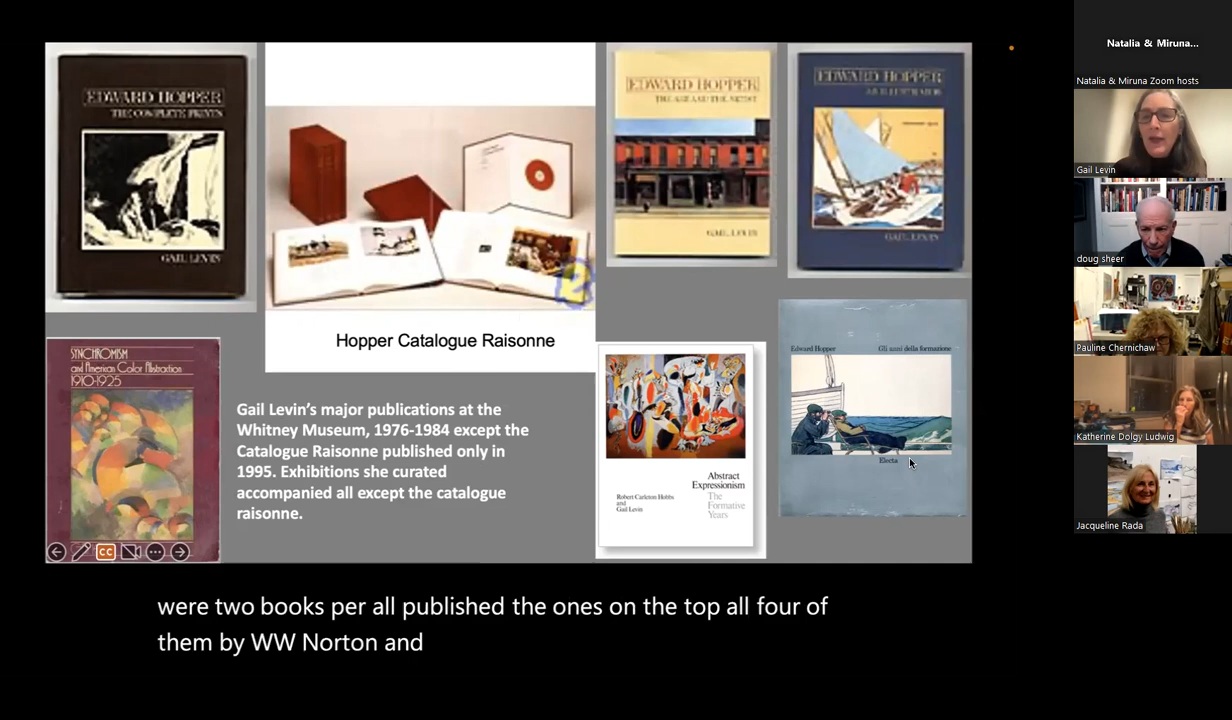 EDWARD HOPPER
THE COMPLETE PRINTS
GAIL LEVIN
Hopper Catalogue Raisonne
EDWARD HOPPER
THE ART AND THE ARTIST
GAIL LEVIN
EDWARD HOPPER
AS ILLUSTRATOR
GAIL LEVIN
SYNCHROMISM
and American Color Abstraction
1910-1925
Gail Levin's major publications at the
Whitney Museum, 1976-1984 except the
Catalogue Raisonne published only in
1995. Exhibitions she curated
accompanied all except the catalogue
raisonne.
Abstract
Expressionism
The
Formative
Years
Robert Carleton Hobbs
and
Gail Levin
Edward Hopper
Gli anni della formazione
Electa
CC
were two books per all published the ones on the top all four of
them by WW Norton and
Natalia & Miruna...
Natalia & Miruna Zoom hosts
Gail Levin
doug sheer
Pauline Chernichaw
Katherine Dolgy Ludwig
Jacqueline Rada